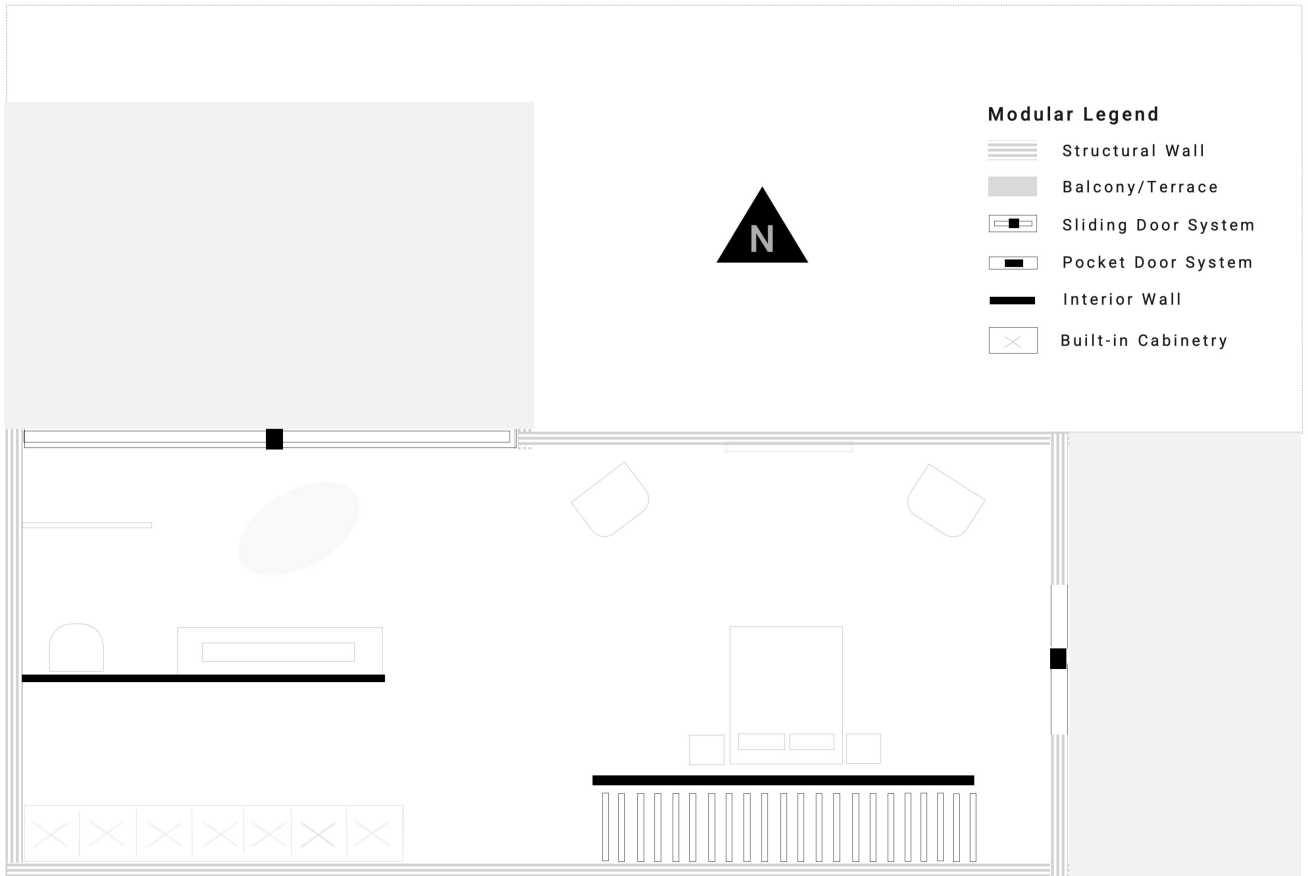 Modular Legend
Structural Wall
Balcony/Terrace
N
Sliding Door System
Pocket Door System
Interior Wall
Built-in Cabinetry